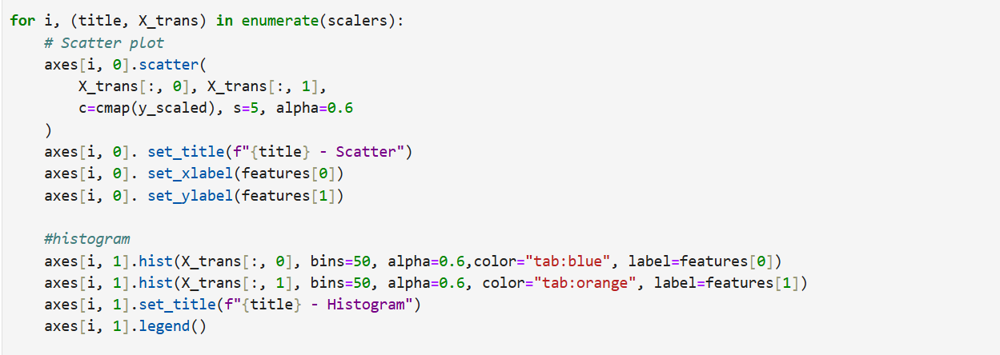 for i, (title, X_trans) in enumerate(scalers):
    # Scatter plot
    axes[i, 0].scatter(
        X_trans[:, 0], X_trans[:, 1],
        c=cmap(y_scaled), s=5, alpha=0.6
    )
    axes[i, 0]. set_title(f"{title} - Scatter")
    axes[i, 0]. set_xlabel(features[0])
    axes[i, 0]. set_ylabel(features[1])

    #histogram
    axes[i, 1].hist(X_trans[:, 0], bins=50, alpha=0.6,color="tab:blue", label=features[0])
    axes[i, 1].hist(X_trans[:, 1], bins=50, alpha=0.6, color="tab:orange", label=features[1])
    axes[i, 1].set_title(f"{title} - Histogram")
    axes[i, 1].legend()